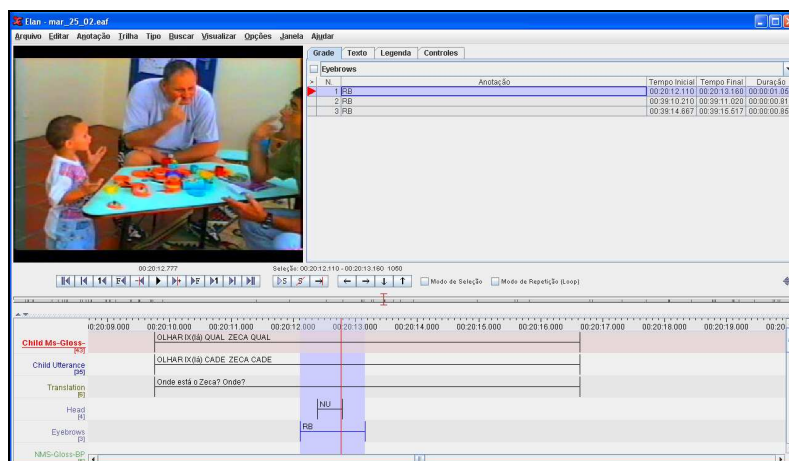 Elan - mar_25_02.eaf
Arquivo Editar Anotação Trilha Tipo Buscar Visualizar Opções Janela Ajudar
Grade Texto Legenda Controles
Eyebrows
> N. Anotação Tempo Inicial Tempo Final Duração
1 RB 00:20:12.110 00:20:13.160 00:00:01.05
2 RB 00:39:10.210 00:39:11.020 00:00:00.81
3 RB 00:39:14.667 00:39:15.517 00:00:00.85
00:20:12.777 Seleção: 00:20:12.110 - 00:20:13.160 1050
Modo de Seleção Modo de Repetição (Loop)
00:20:09.000 00:20:10.000 00:20:11.000 00:20:12.000 00:20:13.000 00:20:14.000 00:20:15.000 00:20:16.000 00:20:17.000 00:20:18.000 00:20:19.000
Child Ms-Gloss- OLHAR IX(lá) QUAL ZECA QUAL
[43]
Child Utterance OLHAR IX(lá) CADE ZECA CADE
[35]
Translation Onde está o Zeca? Onde?
Head NU
[4]
Eyebrows RB
[3]
NMS-Gloss-BP